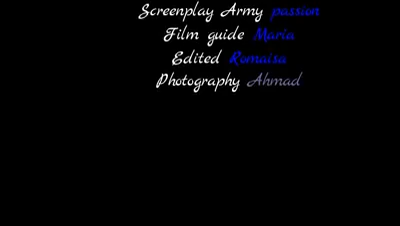 Screenplay Army passion
Film guide Maria
Edited Romaisa
Photography Ahmad